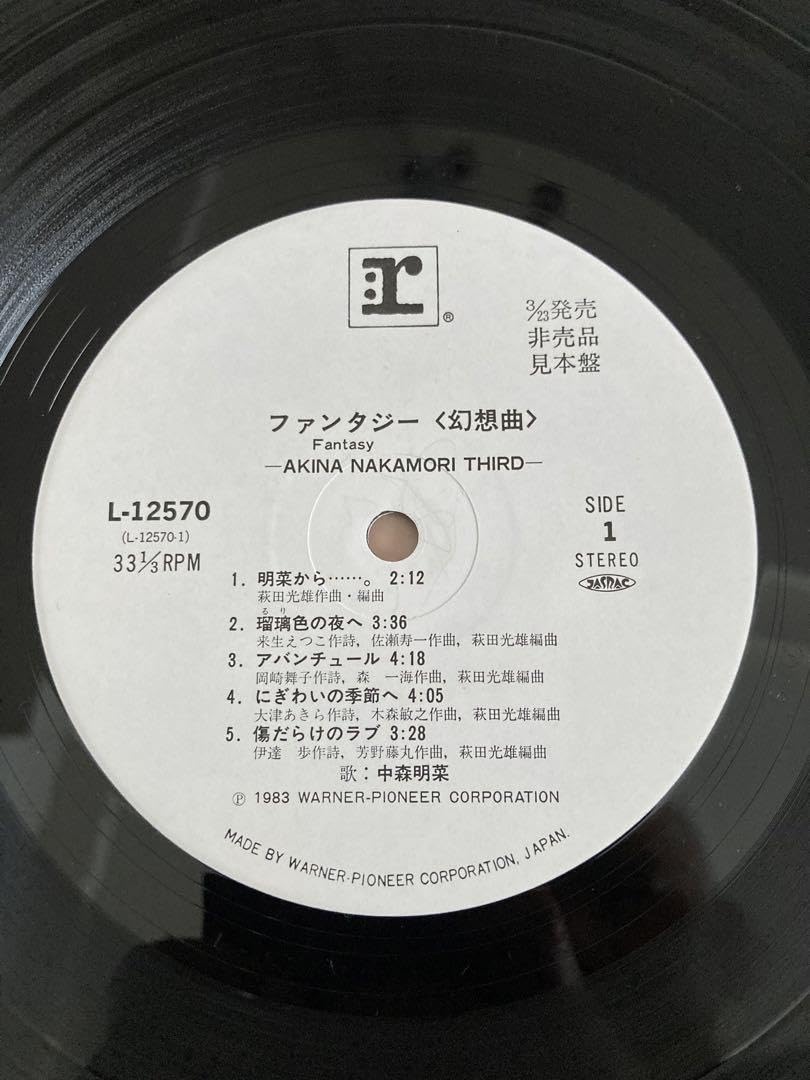 r
®
3/23発売
非売品
見本盤
ファンタジー〈幻想曲〉
Fantasy
—AKINA NAKAMORI THIRD—
L-12570
(L-12570-1)
33⅓RPM
SIDE
1
STEREO
JASRAC
1. 明菜から……。 2:12
萩田光雄作曲・編曲
るり
2. 瑠璃色の夜へ 3:36
来生えつこ作詩, 佐瀬寿一作曲, 萩田光雄編曲
3. アバンチュール 4:18
岡崎舞子作詩, 森 一海作曲, 萩田光雄編曲
4. にぎわいの季節へ 4:05
大津あきら作詩, 木森敏之作曲, 萩田光雄編曲
5. 傷だらけのラブ 3:28
伊達 歩作詩, 芳野藤丸作曲, 萩田光雄編曲
歌：中森明菜
Ⓟ 1983 WARNER-PIONEER CORPORATION
MADE BY WARNER-PIONEER CORPORATION, JAPAN.